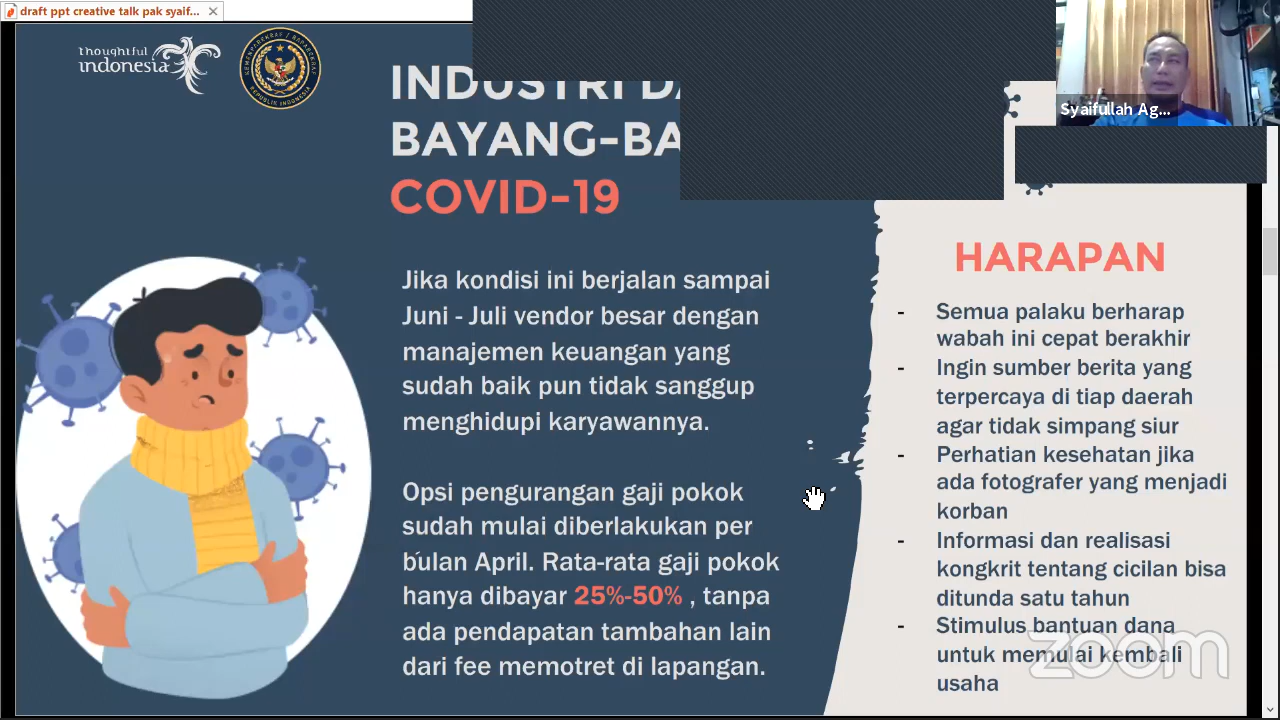 draft ppt creative talk pak syaif...
thoughtful
indonesia
KEMENPAREKRAF / BAPAREKRAF
REPUBLIK INDONESIA
INDUSTRI
BAYANG-BA
COVID-19
Syaifullah Ag...
Jika kondisi ini berjalan sampai
Juni - Juli vendor besar dengan
manajemen keuangan yang
sudah baik pun tidak sanggup
menghidupi karyawannya.
Opsi pengurangan gaji pokok
sudah mulai diberlakukan per
bulan April. Rata-rata gaji pokok
hanya dibayar 25%-50% , tanpa
ada pendapatan tambahan lain
dari fee memotret di lapangan.
HARAPAN
- Semua palaku berharap
wabah ini cepat berakhir
- Ingin sumber berita yang
terpercaya di tiap daerah
agar tidak simpang siur
- Perhatian kesehatan jika
ada fotografer yang menjadi
korban
- Informasi dan realisasi
kongkrit tentang cicilan bisa
ditunda satu tahun
- Stimulus bantuan dana
untuk memulai kembali
usaha
zoom